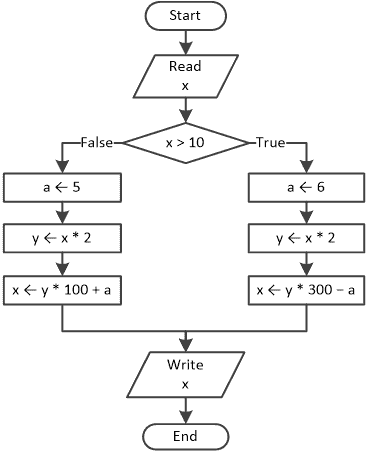 Start
Read
x
x > 10
False
True
a ← 5
a ← 6
y ← x * 2
y ← x * 2
x ← y * 100 + a
x ← y * 300 – a
Write
x
End